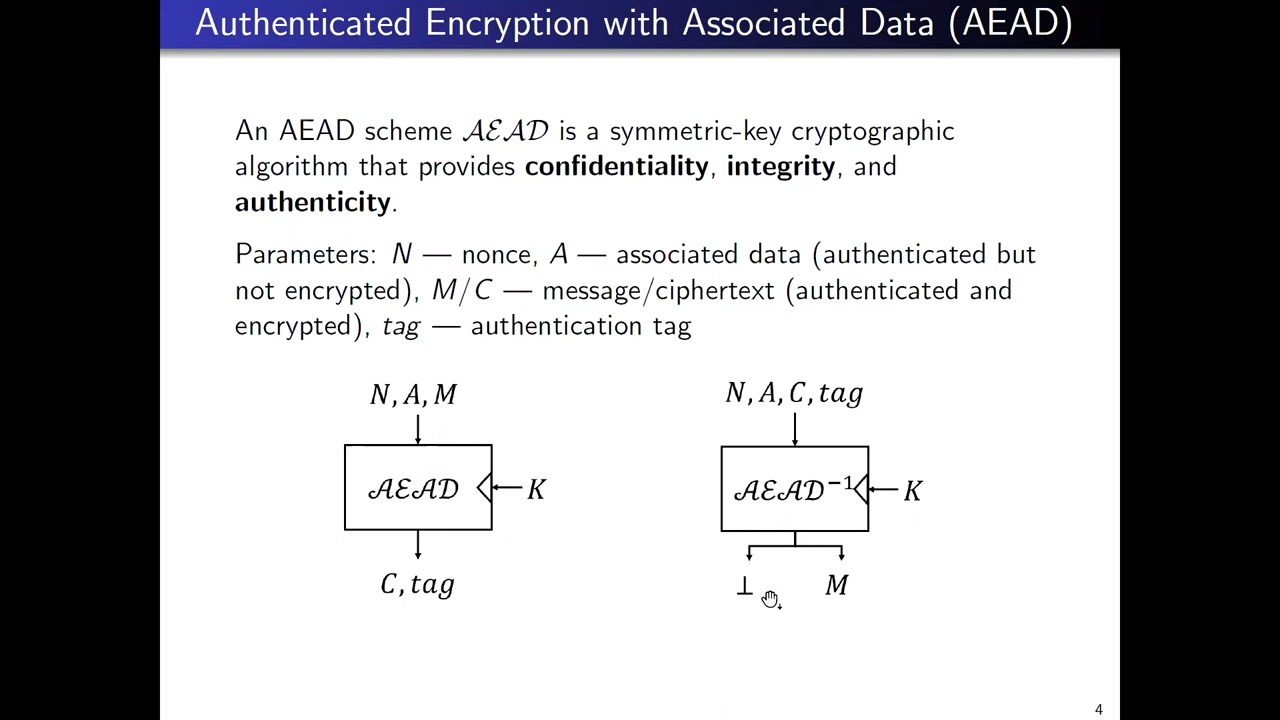 Authenticated Encryption with Associated Data (AEAD)
An AEAD scheme 𝒜ℰ𝒜𝒟 is a symmetric-key cryptographic
algorithm that provides confidentiality, integrity, and
authenticity.
Parameters: N — nonce, A — associated data (authenticated but
not encrypted), M/C — message/ciphertext (authenticated and
encrypted), tag — authentication tag
N, A, M
𝒜ℰ𝒜𝒟
K
C, tag
N, A, C, tag
𝒜ℰ𝒜𝒟⁻¹
K
⊥
M
4